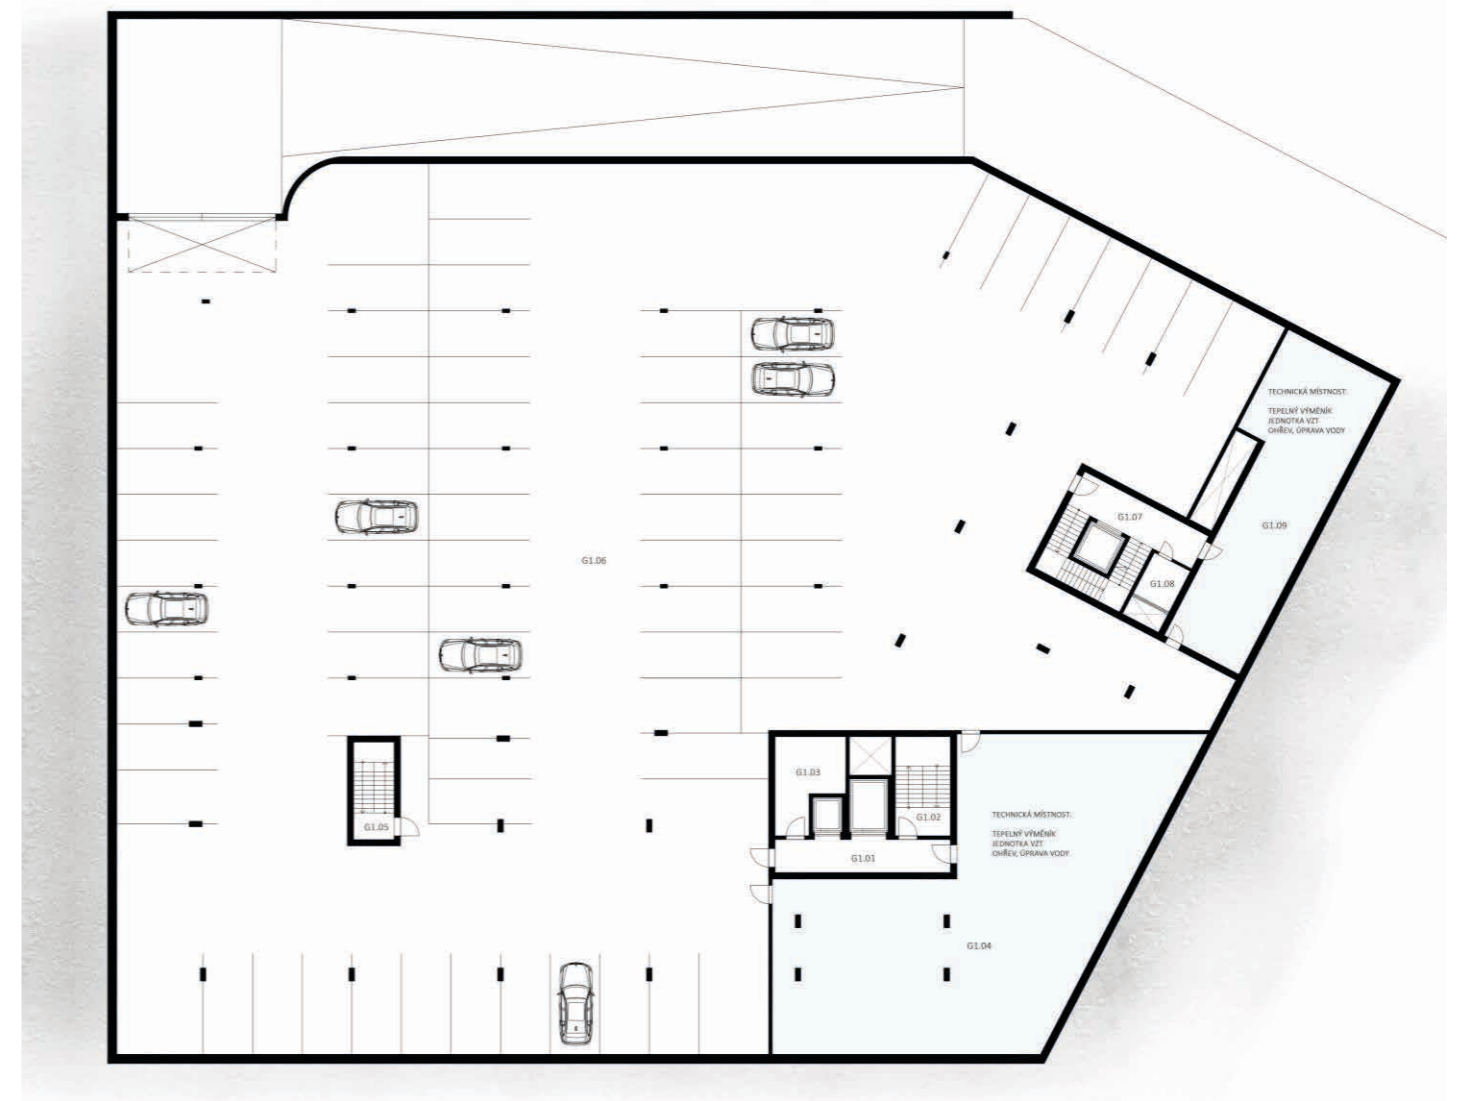 TECHNICKÁ MÍSTNOST.
TEPELNÝ VÝMĚNÍK
JEDNOTKA VZT
OHŘEV, ÚPRAVA VODY
G1.07
G1.09
G1.06
G1.08
G1.03
G1.02
G1.05
TECHNICKÁ MÍSTNOST.
TEPELNÝ VÝMĚNÍK
JEDNOTKA VZT
OHŘEV, ÚPRAVA VODY
G1.01
G1.04